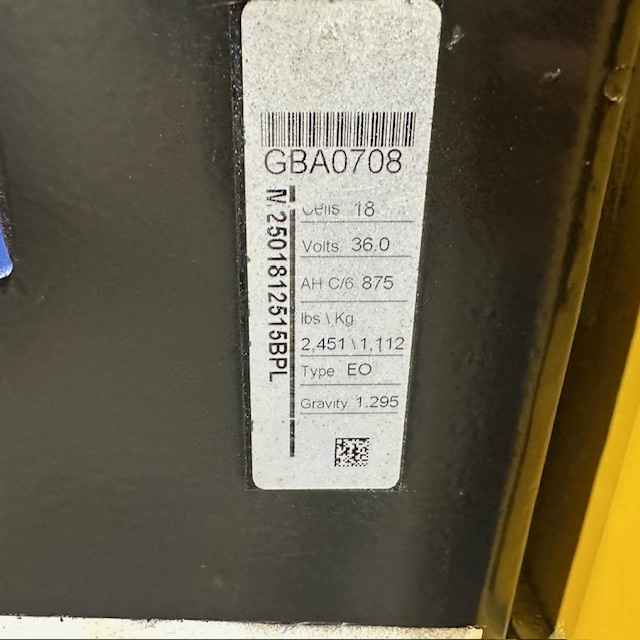 GBA0708
2501812515BPL
Cells 18
Volts 36.0
AH C/6 875
lbs \ Kg
2,451 \ 1,112
Type EO
Gravity 1.295